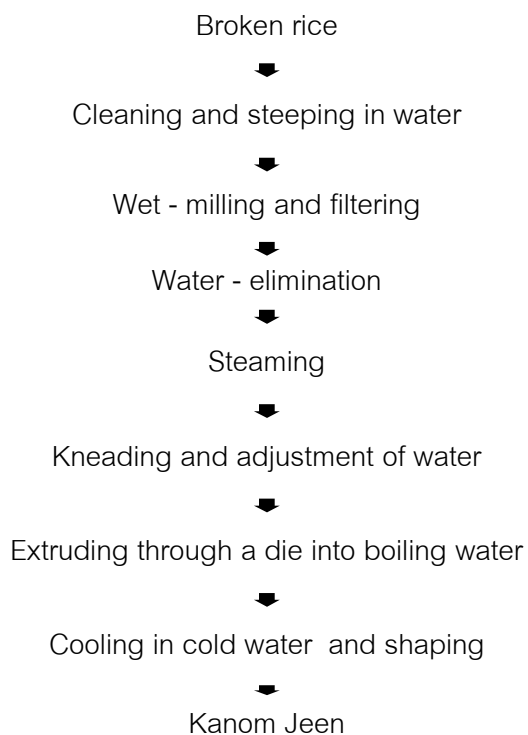 Broken rice
Cleaning and steeping in water
Wet - milling and filtering
Water - elimination
Steaming
Kneading and adjustment of water
Extruding through a die into boiling water
Cooling in cold water  and shaping
Kanom Jeen